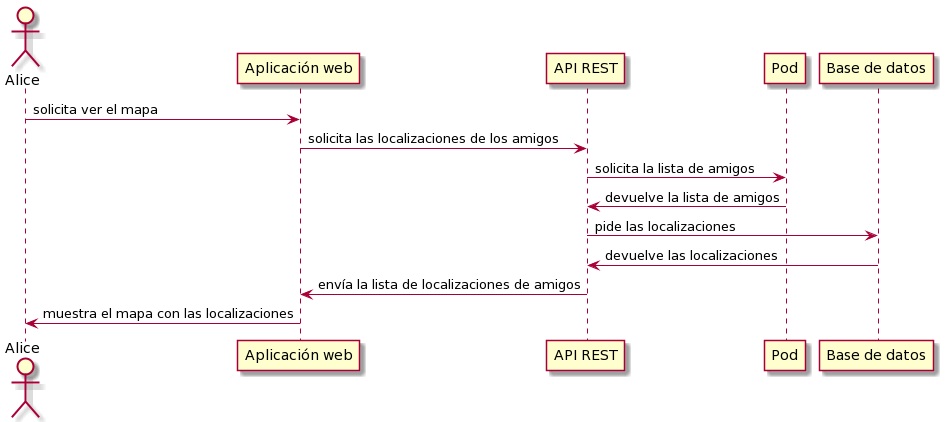 Alice
Aplicación web
API REST
Pod
Base de datos
solicita ver el mapa
solicita las localizaciones de los amigos
solicita la lista de amigos
devuelve la lista de amigos
pide las localizaciones
devuelve las localizaciones
envía la lista de localizaciones de amigos
muestra el mapa con las localizaciones
Alice
Aplicación web
API REST
Pod
Base de datos